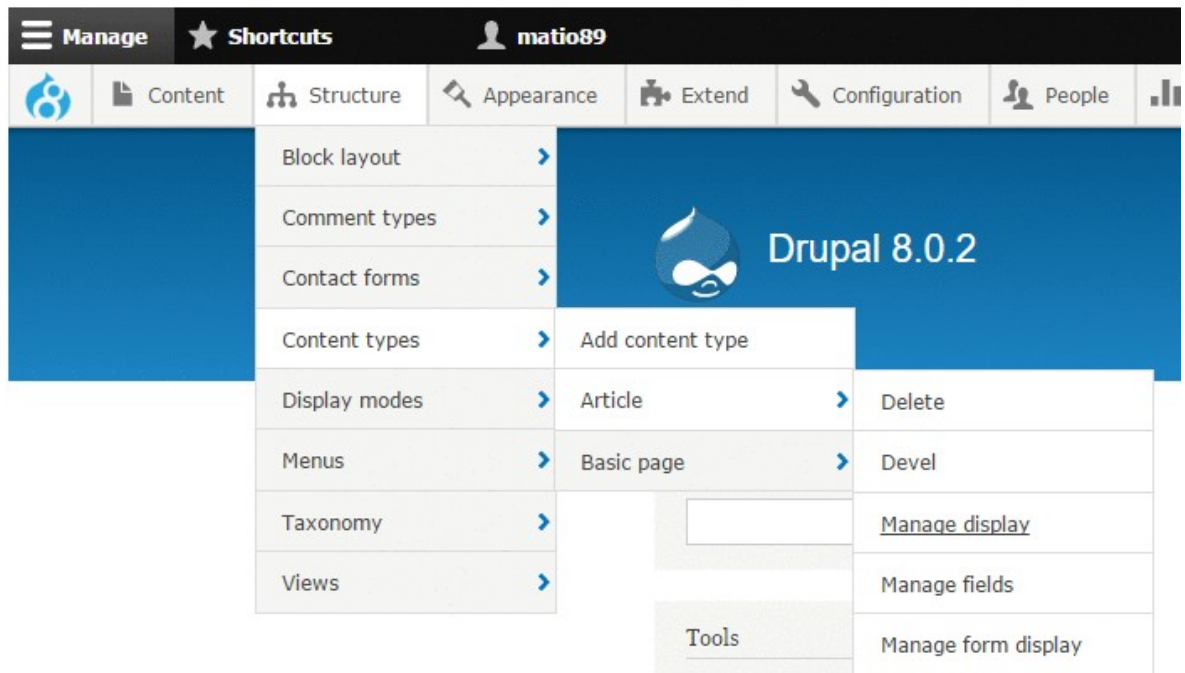 Manage Shortcuts matio89
Content Structure Appearance Extend Configuration People
Block layout
Comment types
Drupal 8.0.2
Contact forms
Content types Add content type
Display modes Article Delete
Menus Basic page Devel
Taxonomy Manage display
Views Manage fields
Tools Manage form display